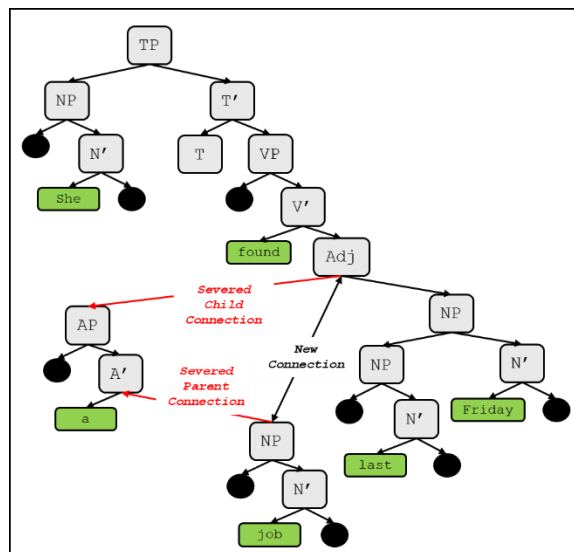 TP
NP
T'
N'
T
VP
She
V'
found
Adj
Severed
Child
Connection
AP
NP
New
Connection
A'
Severed
Parent
Connection
NP
N'
a
Friday
NP
N'
last
N'
job